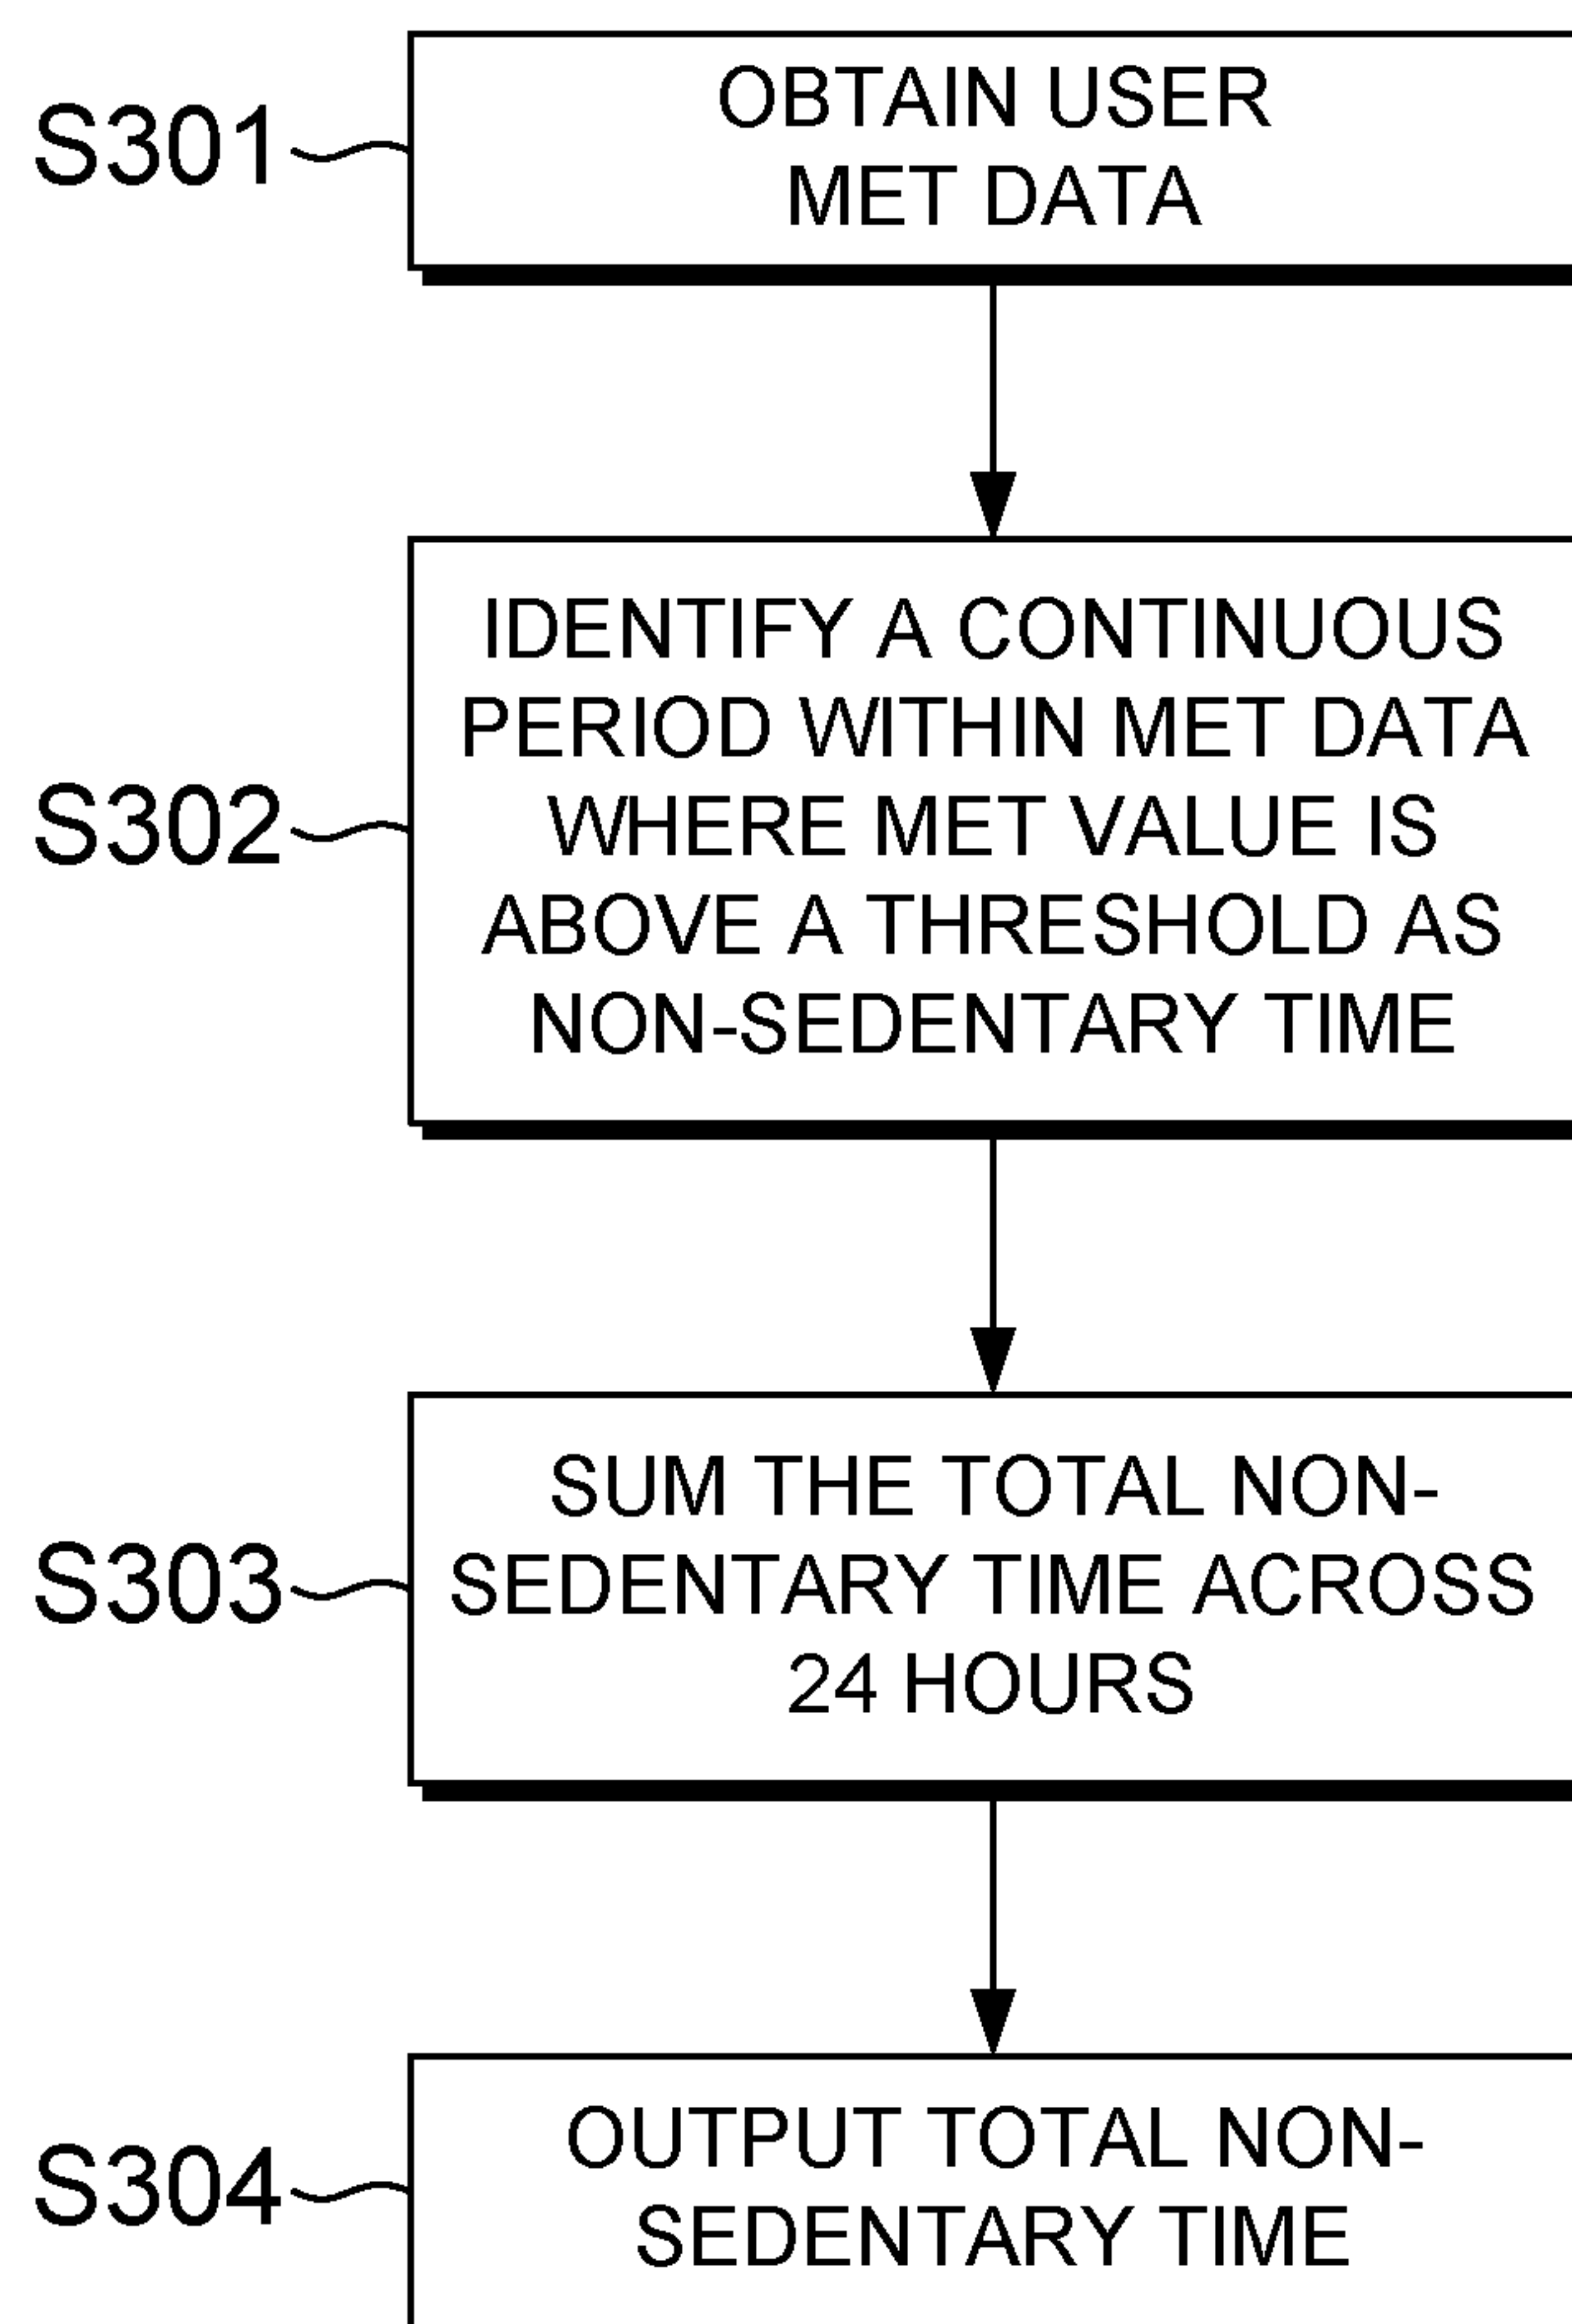 S301
OBTAIN USER
MET DATA
S302
IDENTIFY A CONTINUOUS
PERIOD WITHIN MET DATA
WHERE MET VALUE IS
ABOVE A THRESHOLD AS
NON-SEDENTARY TIME
S303
SUM THE TOTAL NON-
SEDENTARY TIME ACROSS
24 HOURS
S304
OUTPUT TOTAL NON-
SEDENTARY TIME